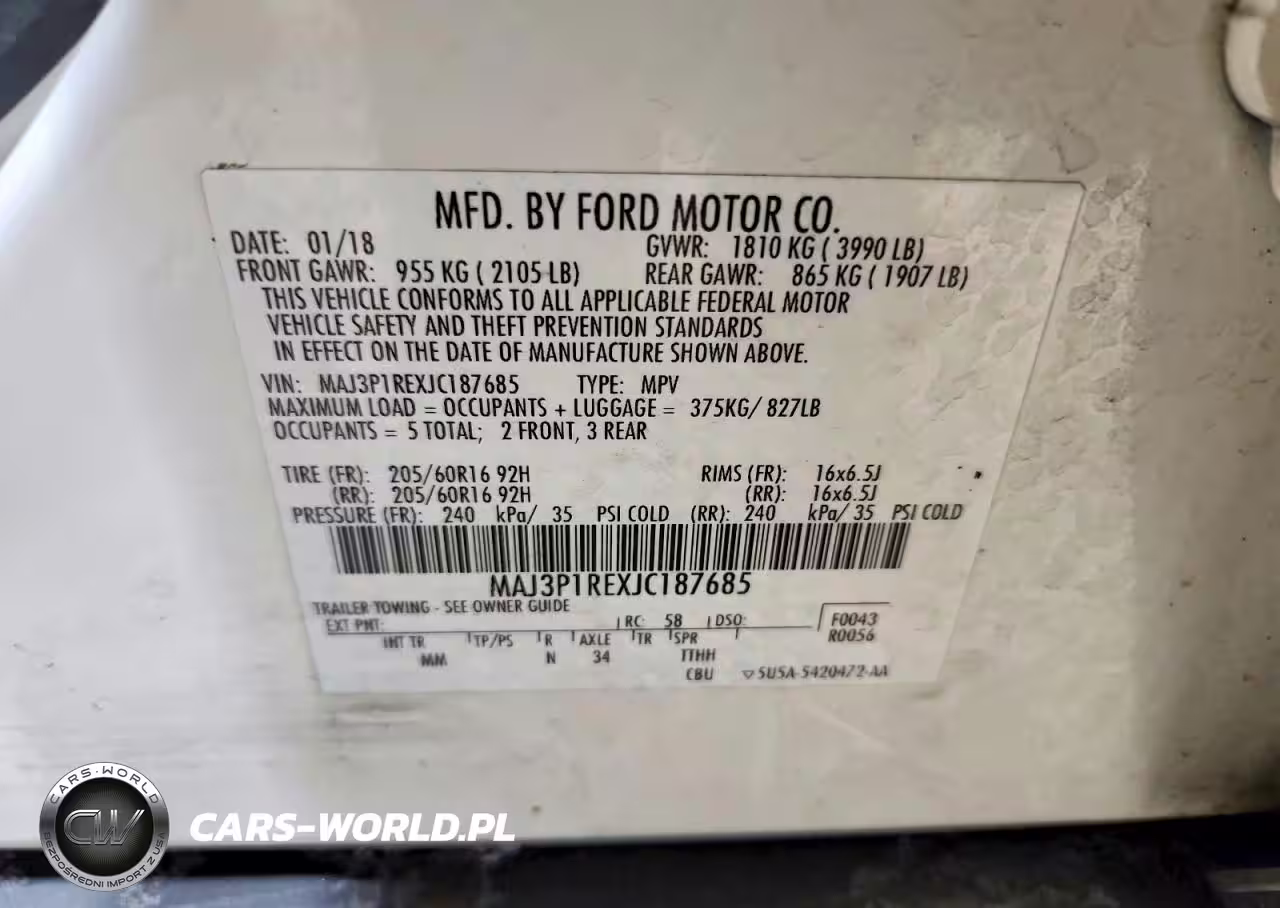 MFD. BY FORD MOTOR CO.
DATE: 01/18 GVWR: 1810 KG ( 3990 LB)
FRONT GAWR: 955 KG ( 2105 LB) REAR GAWR: 865 KG ( 1907 LB)
THIS VEHICLE CONFORMS TO ALL APPLICABLE FEDERAL MOTOR
VEHICLE SAFETY AND THEFT PREVENTION STANDARDS
IN EFFECT ON THE DATE OF MANUFACTURE SHOWN ABOVE.
VIN: MAJ3P1REXJC187685 TYPE: MPV
MAXIMUM LOAD = OCCUPANTS + LUGGAGE = 375KG/ 827LB
OCCUPANTS = 5 TOTAL; 2 FRONT, 3 REAR
TIRE (FR): 205/60R16 92H RIMS (FR): 16x6.5J
(RR): 205/60R16 92H (RR): 16x6.5J
PRESSURE (FR): 240 kPa/ 35 PSI COLD (RR): 240 kPa/ 35 PSI COLD
MAJ3P1REXJC187685
TRAILER TOWING - SEE OWNER GUIDE
EXT PNT: RC: 58 DSO: F0043
INT TR TP/PS R AXLE TR SPR R0056
MM N 34 TTHH
CBU 5U5A-5420472-AA
CARS-WORLD
CW
BEZPOŚREDNI IMPORT Z USA
CARS-WORLD.PL